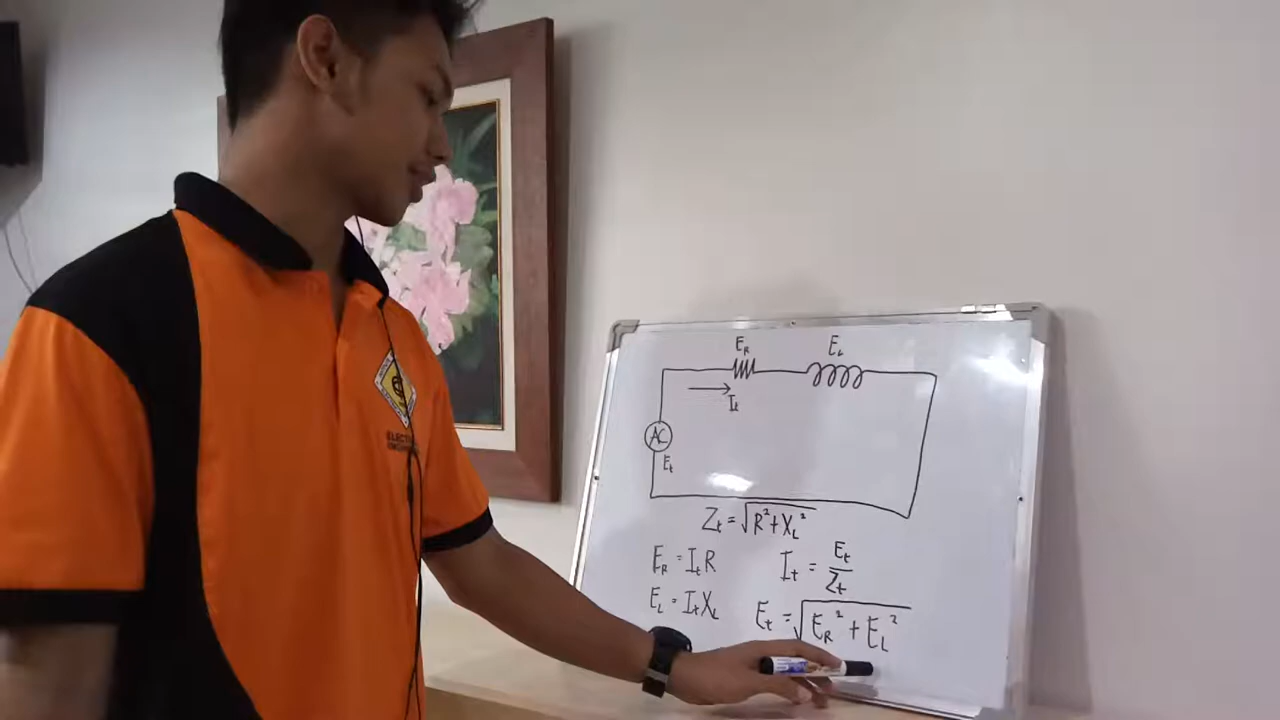 E_R E_L
I_t
AC
E_t
Z_t = √R² + X_L²
E_R = I_t R I_t = E_t / Z_t
E_L = I_t X_L E_t = √E_R² + E_L²